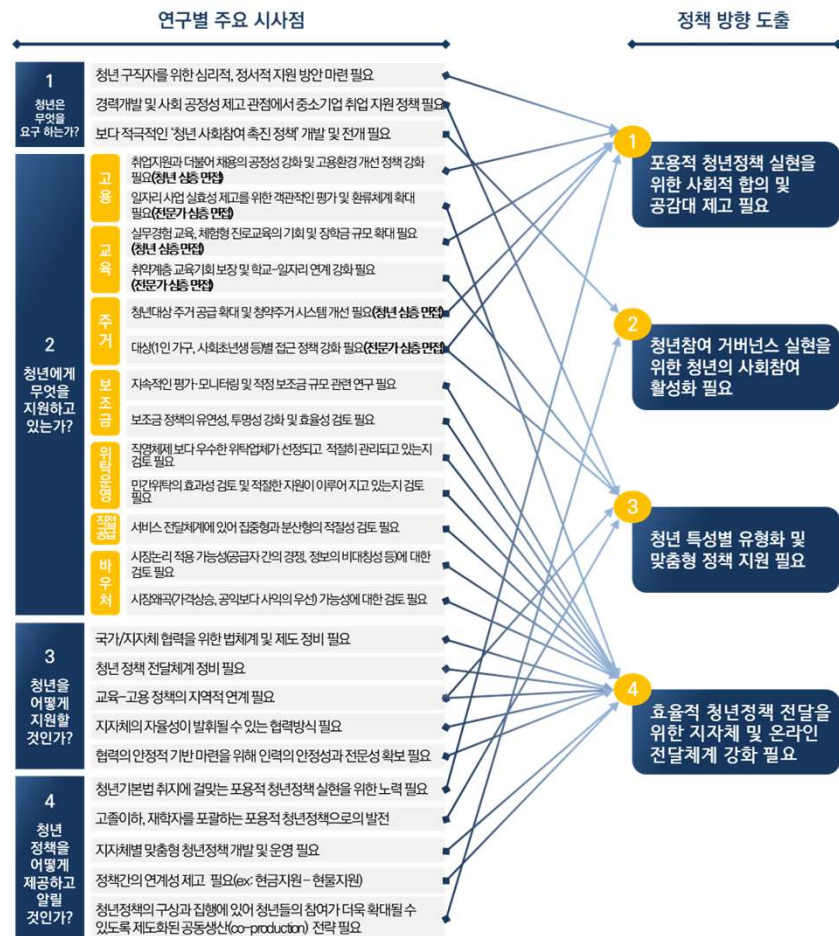 연구별 주요 시사점
정책 방향 도출
1
청년은
무엇을
요구 하는가?
청년 구직자를 위한 심리적, 정서적 지원 방안 마련 필요
경력개발 및 사회 공정성 제고 관점에서 중소기업 취업 지원 정책 필요
보다 적극적인 '청년 사회참여 촉진 정책' 개발 및 전개 필요
2
청년에게
무엇을
지원하고
있는가?
고용
취업지원과 더불어 채용의 공정성 강화 및 고용환경 개선 정책 강화
필요(청년 심층 면접)
일자리 사업 실효성 제고를 위한 객관적인 평가 및 환류체계 확대
필요(전문가 심층 면접)
교육
실무경험 교육, 체험형 진로교육의 기회 및 장학금 규모 확대 필요
(청년 심층 면접)
취약계층 교육기회 보장 및 학교-일자리 연계 강화 필요
(전문가 심층 면접)
주거
청년대상 주거 공급 확대 및 청약주거 시스템 개선 필요(청년 심층 면접)
대상(1인 가구, 사회초년생 등)별 접근 정책 강화 필요(전문가 심층 면접)
보조금
지속적인 평가·모니터링 및 적정 보조금 규모 관련 연구 필요
보조금 정책의 유연성, 투명성 강화 및 효율성 검토 필요
위탁운영
직영체제 보다 우수한 위탁업체가 선정되고 적절히 관리되고 있는지
검토 필요
민간위탁의 효과성 검토 및 적절한 지원이 이루어 지고 있는지 검토
필요
직접공급
서비스 전달체계에 있어 집중형과 분산형의 적절성 검토 필요
바우처
시장논리 적용 가능성(공급자 간의 경쟁, 정보의 비대칭성 등)에 대한
검토 필요
시장왜곡(가격상승, 공익보다 사익의 우선) 가능성에 대한 검토 필요
3
청년을
어떻게
지원할
것인가?
국가/지자체 협력을 위한 법체계 및 제도 정비 필요
청년 정책 전달체계 정비 필요
교육-고용 정책의 지역적 연계 필요
지자체의 자율성이 발휘될 수 있는 협력방식 필요
협력의 안정적 기반 마련을 위해 인력의 안정성과 전문성 확보 필요
4
청년
정책을
어떻게
제공하고
알릴
것인가?
청년기본법 취지에 걸맞는 포용적 청년정책 실현을 위한 노력 필요
고졸이하, 재학자를 포괄하는 포용적 청년정책으로의 발전
지자체별 맞춤형 청년정책 개발 및 운영 필요
정책간의 연계성 제고 필요(ex: 현금지원 - 현물지원)
청년정책의 구상과 집행에 있어 청년들의 참여가 더욱 확대될 수
있도록 제도화된 공동생산(co-production) 전략 필요
1
포용적 청년정책 실현을
위한 사회적 합의 및
공감대 제고 필요
2
청년참여 거버넌스 실현을
위한 청년의 사회참여
활성화 필요
3
청년 특성별 유형화 및
맞춤형 정책 지원 필요
4
효율적 청년정책 전달을
위한 지자체 및 온라인
전달체계 강화 필요